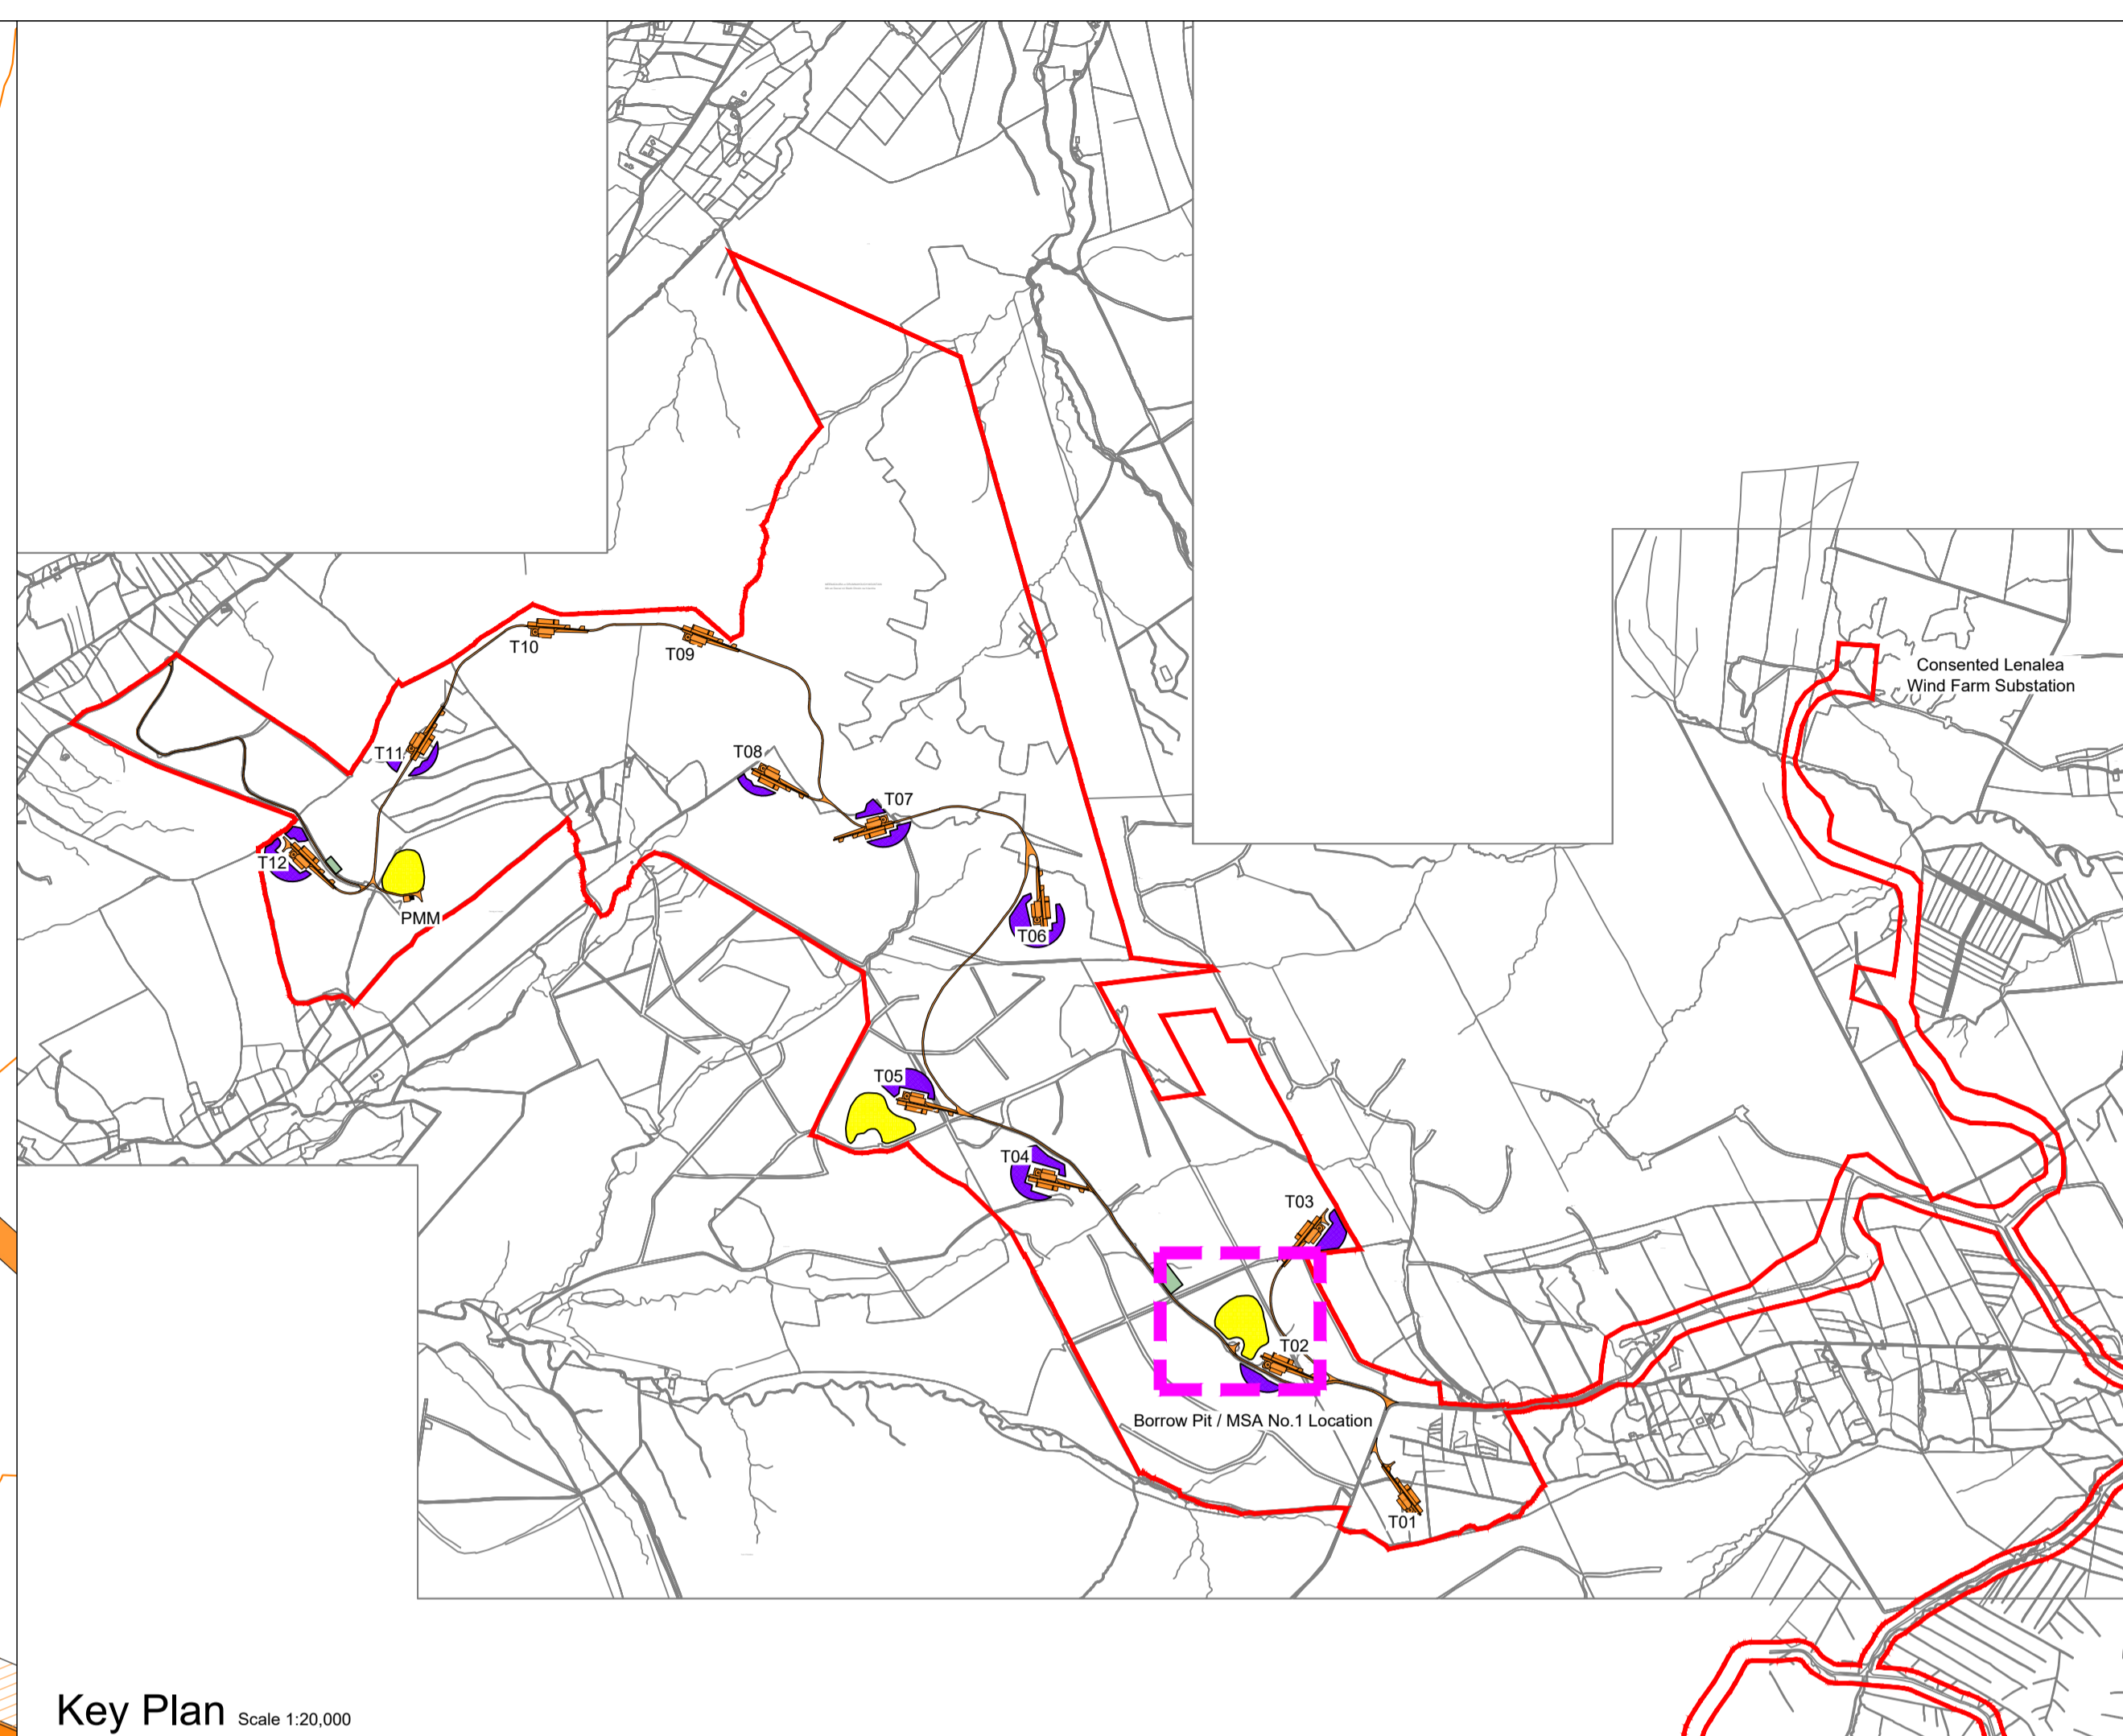 Consented Lenalea
Wind Farm Substation
T10
T09
T11
T08
T07
T12
PMM
T06
T05
T04
T03
T02
Borrow Pit / MSA No.1 Location
T01
Key Plan Scale 1:20,000